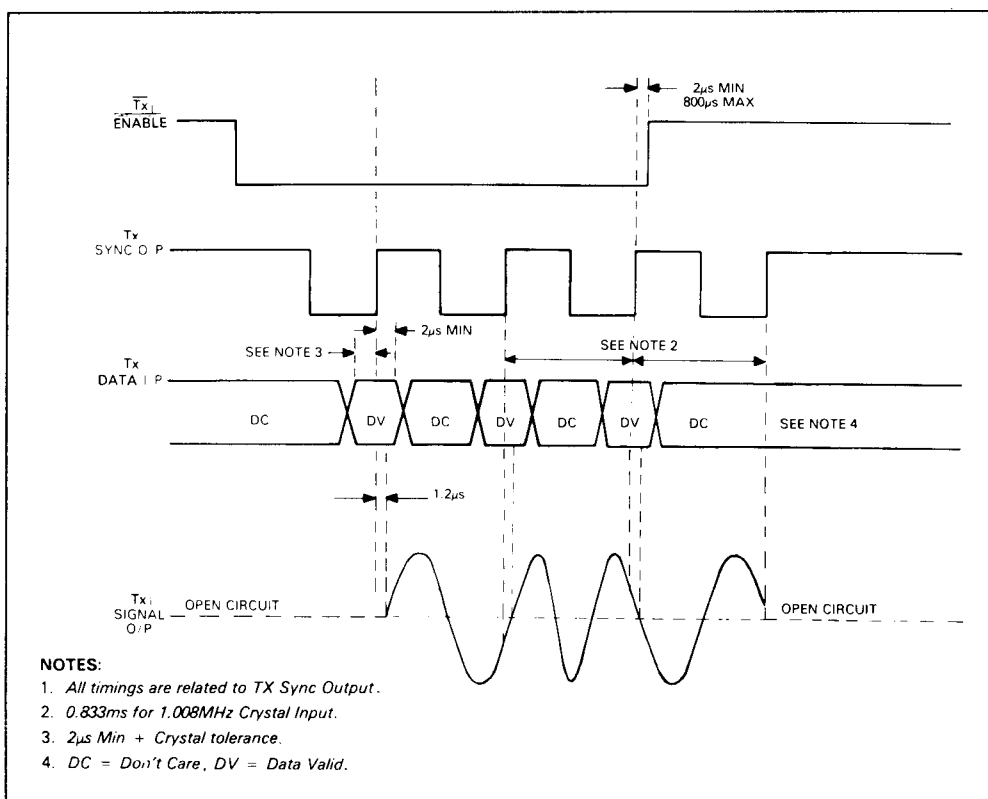 2µs MIN
800µs MAX
Tx
ENABLE
Tx
SYNC O P
2µs MIN
SEE NOTE 3
SEE NOTE 2
Tx
DATA I P
DC
DV
DC
DV
DC
DV
DC
SEE NOTE 4
1.2µs
Tx
SIGNAL
O/P
OPEN CIRCUIT
OPEN CIRCUIT
NOTES:
1. All timings are related to TX Sync Output.
2. 0.833ms for 1.008MHz Crystal Input.
3. 2µs Min + Crystal tolerance.
4. DC = Don't Care, DV = Data Valid.